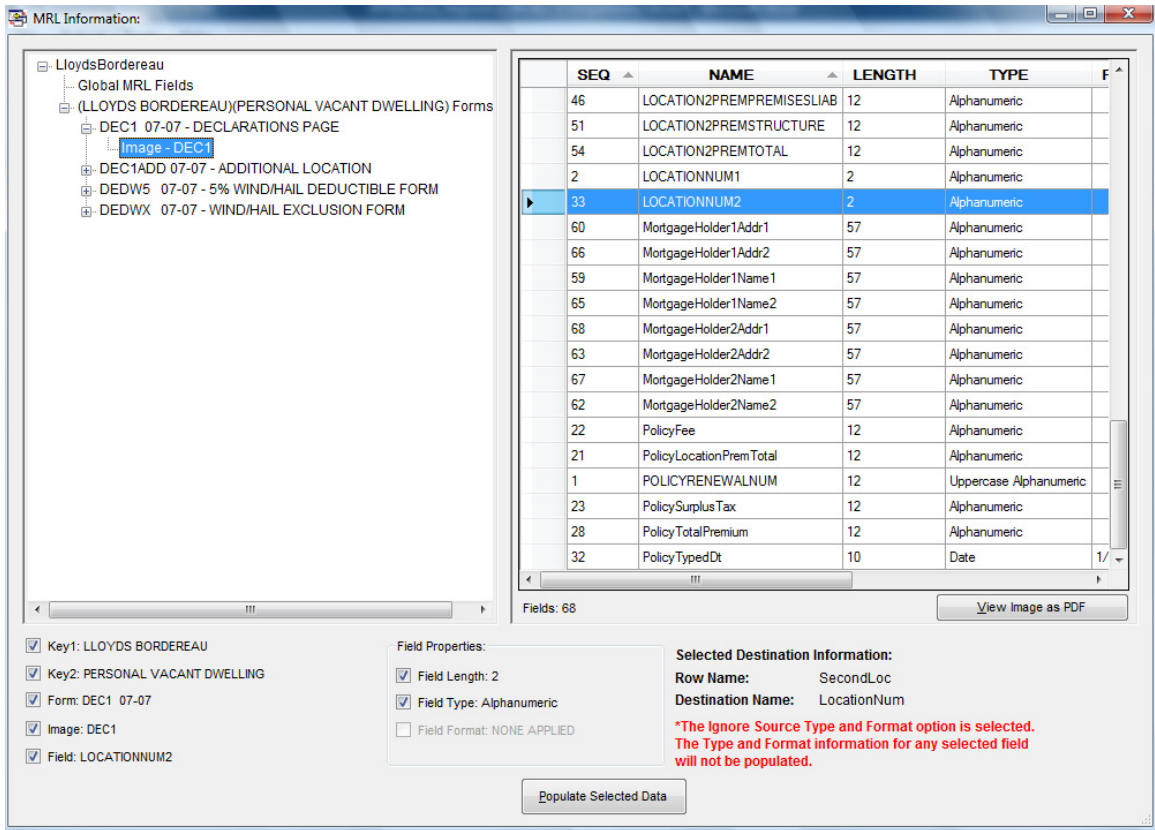 MRL Information:
LloydsBordereau
Global MRL Fields
(LLOYDS BORDEREAU)(PERSONAL VACANT DWELLING) Forms
DEC1 07-07 - DECLARATIONS PAGE
Image - DEC1
DEC1ADD 07-07 - ADDITIONAL LOCATION
DEDW5 07-07 - 5% WIND/HAIL DEDUCTIBLE FORM
DEDWX 07-07 - WIND/HAIL EXCLUSION FORM
SEQ NAME LENGTH TYPE F
46 LOCATION2PREMPREMISESLIAB 12 Alphanumeric
51 LOCATION2PREMSTRUCTURE 12 Alphanumeric
54 LOCATION2PREMTOTAL 12 Alphanumeric
2 LOCATIONNUM1 2 Alphanumeric
33 LOCATIONNUM2 2 Alphanumeric
60 MortgageHolder1Addr1 57 Alphanumeric
66 MortgageHolder1Addr2 57 Alphanumeric
59 MortgageHolder1Name1 57 Alphanumeric
65 MortgageHolder1Name2 57 Alphanumeric
68 MortgageHolder2Addr1 57 Alphanumeric
63 MortgageHolder2Addr2 57 Alphanumeric
67 MortgageHolder2Name1 57 Alphanumeric
62 MortgageHolder2Name2 57 Alphanumeric
22 PolicyFee 12 Alphanumeric
21 PolicyLocationPremTotal 12 Alphanumeric
1 POLICYRENEWALNUM 12 Uppercase Alphanumeric
23 PolicySurplusTax 12 Alphanumeric
28 PolicyTotalPremium 12 Alphanumeric
32 PolicyTypedDt 10 Date 1/
Fields: 68
View Image as PDF
Key1: LLOYDS BORDEREAU
Key2: PERSONAL VACANT DWELLING
Form: DEC1 07-07
Image: DEC1
Field: LOCATIONNUM2
Field Properties:
Field Length: 2
Field Type: Alphanumeric
Field Format: NONE APPLIED
Selected Destination Information:
Row Name: SecondLoc
Destination Name: LocationNum
*The Ignore Source Type and Format option is selected.
The Type and Format information for any selected field
will not be populated.
Populate Selected Data